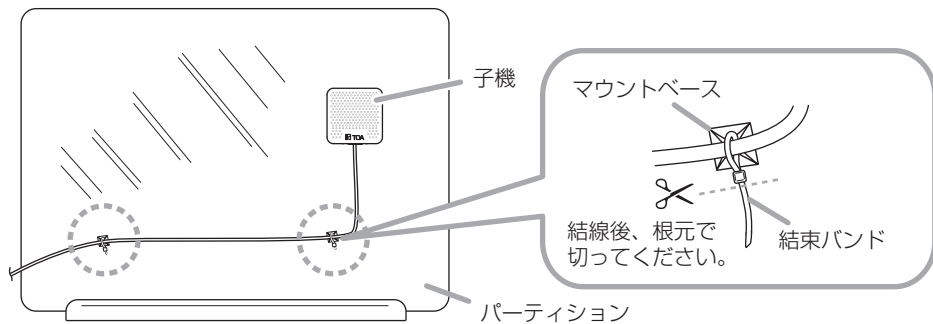 子機
TOA
パーティション
マウントベース
結線後、根元で
切ってください。
結束バンド